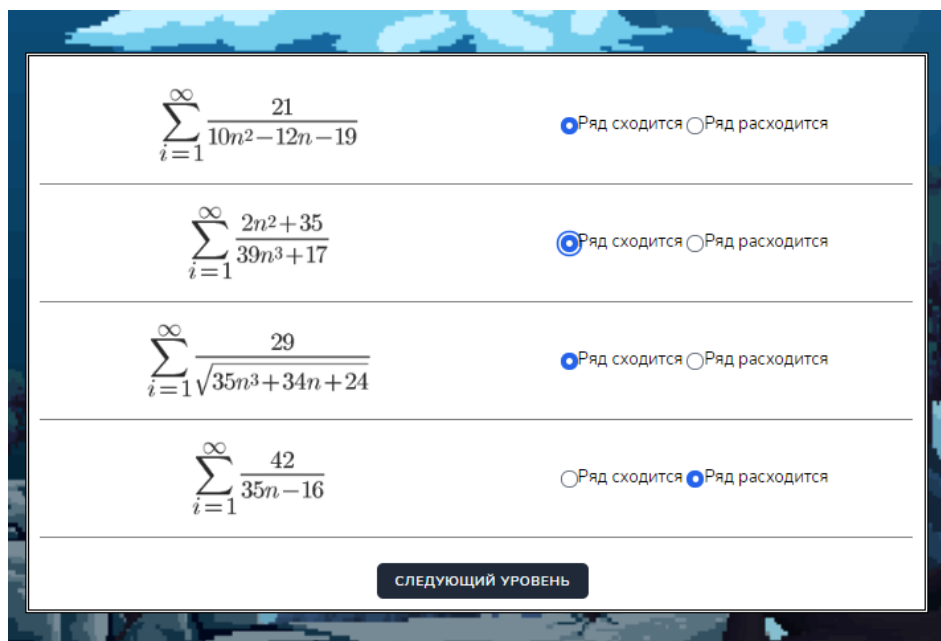 ∞∑i=1 21/(10n²−12n−19) Ряд сходится Ряд расходится
∞∑i=1 (2n²+35)/(39n³+17) Ряд сходится Ряд расходится
∞∑i=1 29/√(35n³+34n+24) Ряд сходится Ряд расходится
∞∑i=1 42/(35n−16) Ряд сходится Ряд расходится
СЛЕДУЮЩИЙ УРОВЕНЬ